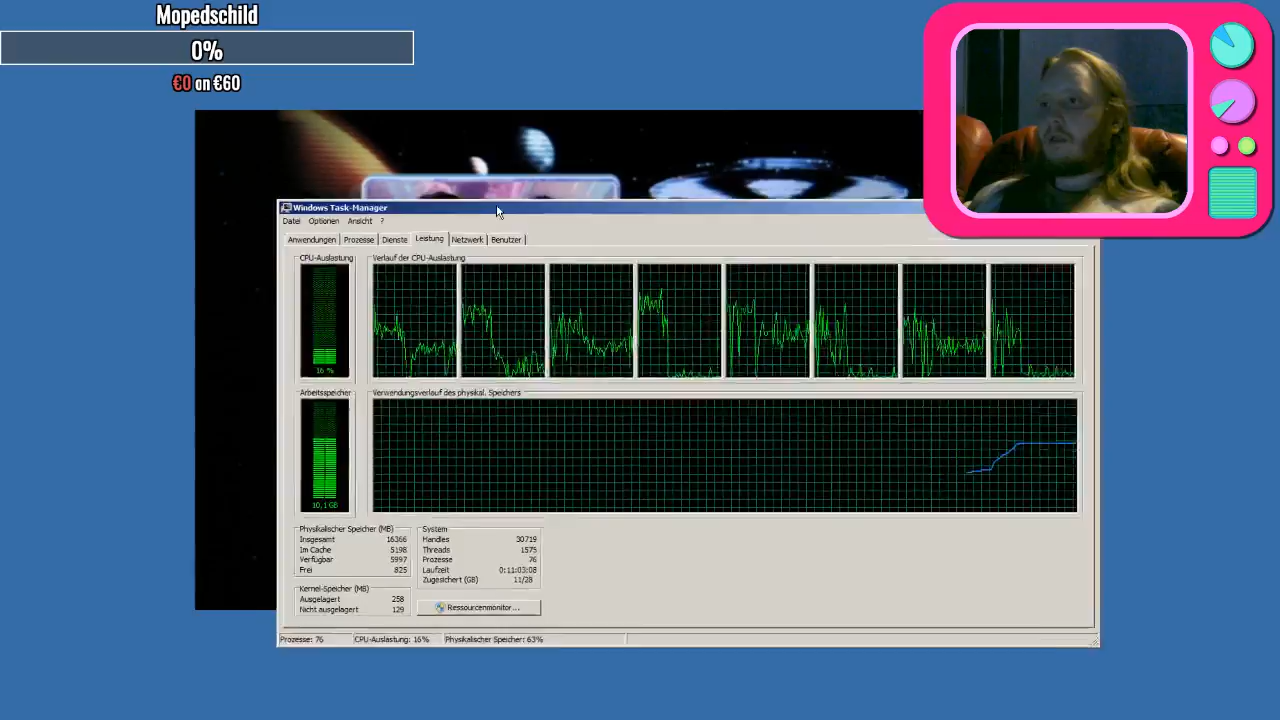 Mopedschild
0%
€0 an €60
Windows Task-Manager
Datei Optionen Ansicht ?
Anwendungen Prozesse Dienste Leistung Netzwerk Benutzer
CPU-Auslastung
16 %
Verlauf der CPU-Auslastung
Arbeitsspeicher
10,1 GB
Verwendungsverlauf des physikal. Speichers
Physikalischer Speicher (MB)
Insgesamt 16366
Im Cache 5198
Verfügbar 5997
Frei 825
Kernel-Speicher (MB)
Ausgelagert 258
Nicht ausgelagert 129
System
Handles 30719
Threads 1575
Prozesse 76
Laufzeit 0:11:03:08
Zugesichert (GB) 11/28
Ressourcenmonitor...
Prozesse: 76 CPU-Auslastung: 16% Physikalischer Speicher: 63%